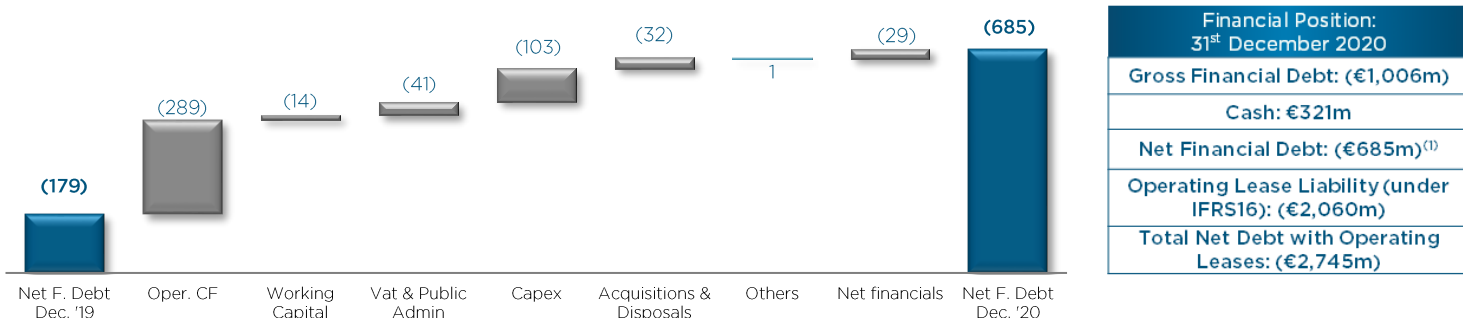 (179)
(289)
(14)
(41)
(103)
(32)
1
(29)
(685)
Net F. Debt
Dec. '19
Oper. CF
Working
Capital
Vat & Public
Admin
Capex
Acquisitions &
Disposals
Others
Net financials
Net F. Debt
Dec. '20
Financial Position:
31st December 2020
Gross Financial Debt: (€1,006m)
Cash: €321m
Net Financial Debt: (€685m)(1)
Operating Lease Liability (under
IFRS16): (€2,060m)
Total Net Debt with Operating
Leases: (€2,745m)